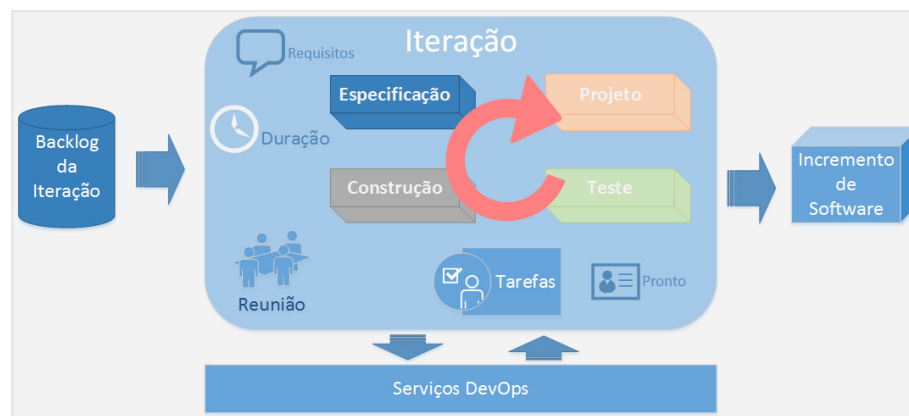 Iteração
Requisitos
Especificação
Projeto
Backlog
da
Iteração
Duração
Incremento
de
Software
Construção
Teste
Reunião
Tarefas
Pronto
Serviços DevOps